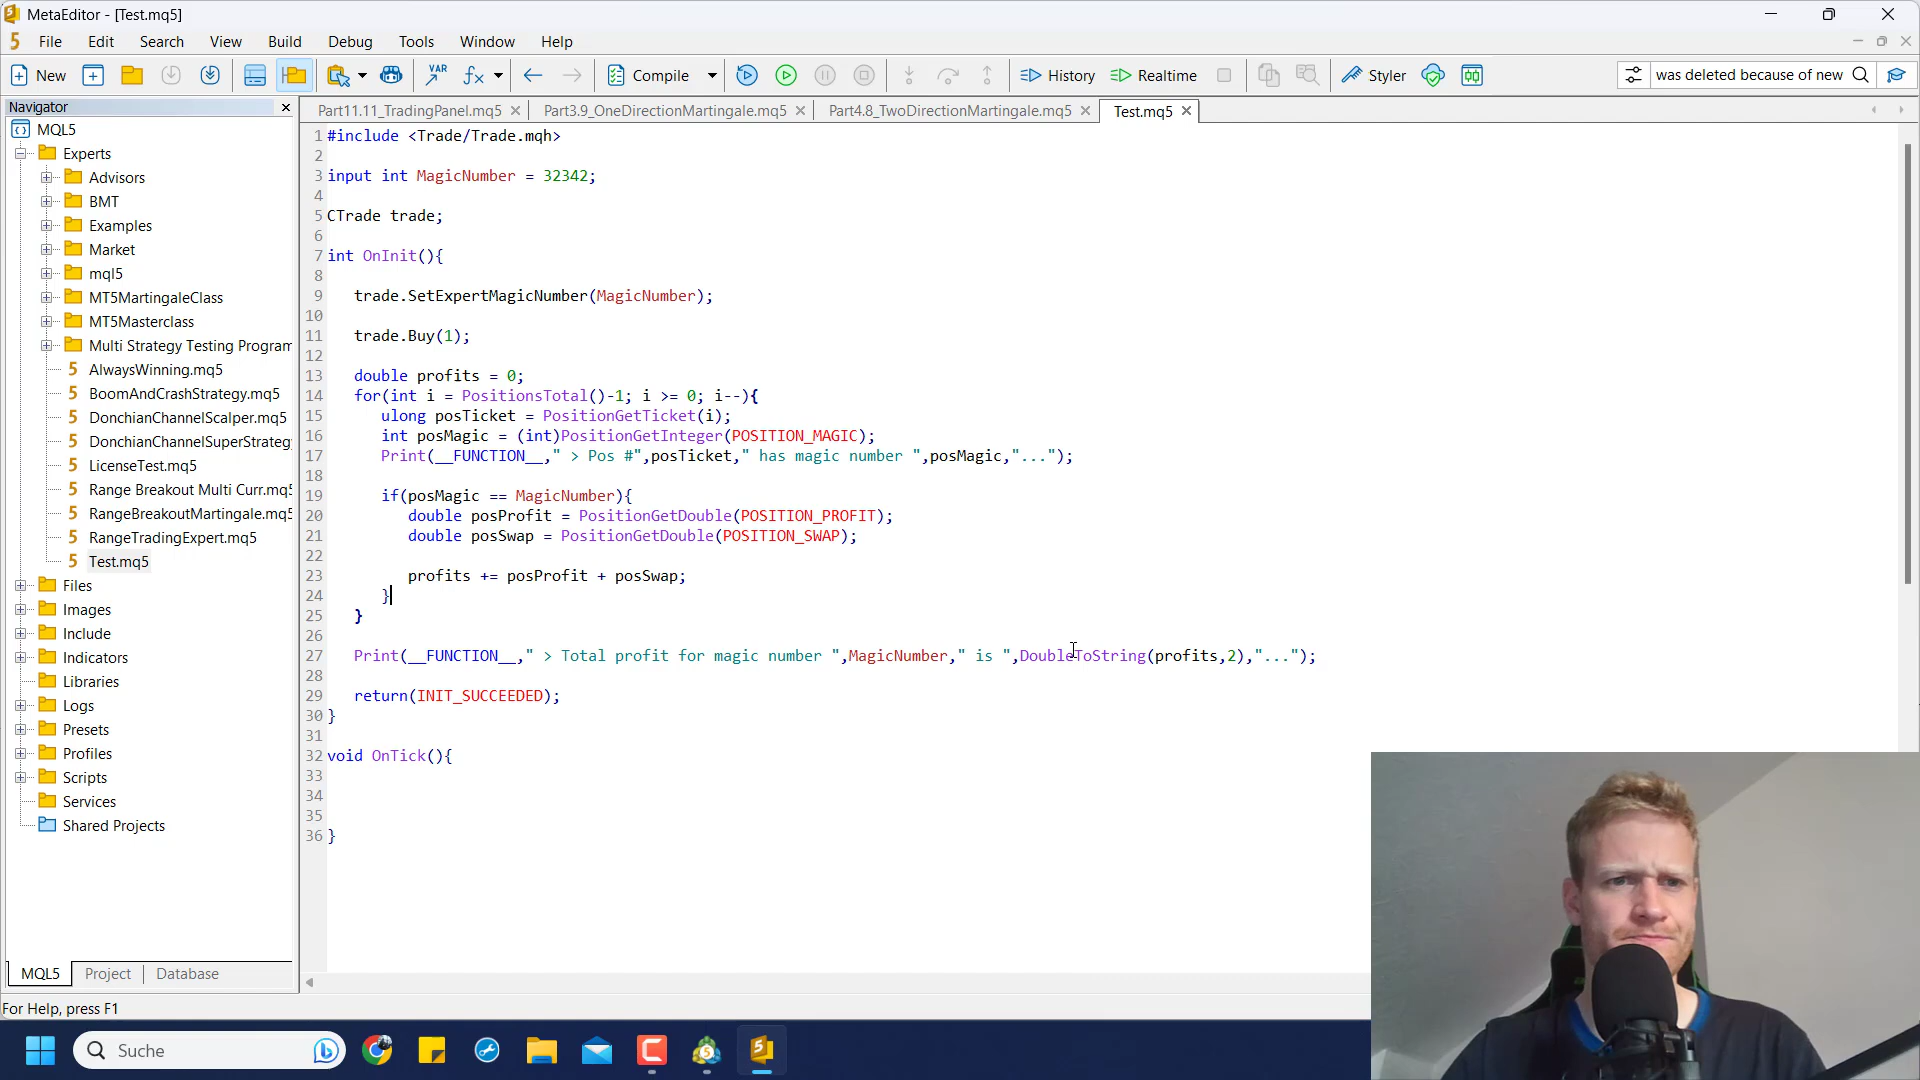 MetaEditor - [Test.mq5]
File Edit Search View Build Debug Tools Window Help
New Compile History Realtime Styler was deleted because of new
Navigator
Part11.11_TradingPanel.mq5 Part3.9_OneDirectionMartingale.mq5 Part4.8_TwoDirectionMartingale.mq5 Test.mq5
MQL5
Experts
Advisors
BMT
Examples
Market
mql5
MT5MartingaleClass
MT5Masterclass
Multi Strategy Testing Program
AlwaysWinning.mq5
BoomAndCrashStrategy.mq5
DonchianChannelScalper.mq5
DonchianChannelSuperStrateg
LicenseTest.mq5
Range Breakout Multi Curr.mq5
RangeBreakoutMartingale.mq5
RangeTradingExpert.mq5
Test.mq5
Files
Images
Include
Indicators
Libraries
Logs
Presets
Profiles
Scripts
Services
Shared Projects
1 #include <Trade/Trade.mqh>
2
3 input int MagicNumber = 32342;
4
5 CTrade trade;
6
7 int OnInit(){
8
9 trade.SetExpertMagicNumber(MagicNumber);
10
11 trade.Buy(1);
12
13 double profits = 0;
14 for(int i = PositionsTotal()-1; i >= 0; i--){
15 ulong posTicket = PositionGetTicket(i);
16 int posMagic = (int)PositionGetInteger(POSITION_MAGIC);
17 Print(__FUNCTION__," > Pos #",posTicket," has magic number ",posMagic,"...");
18
19 if(posMagic == MagicNumber){
20 double posProfit = PositionGetDouble(POSITION_PROFIT);
21 double posSwap = PositionGetDouble(POSITION_SWAP);
22
23 profits += posProfit + posSwap;
24 }
25 }
26
27 Print(__FUNCTION__," > Total profit for magic number ",MagicNumber," is ",DoubleToString(profits,2),"...");
28
29 return(INIT_SUCCEEDED);
30 }
31
32 void OnTick(){
33
34
35
36 }
MQL5 Project Database
For Help, press F1
Suche